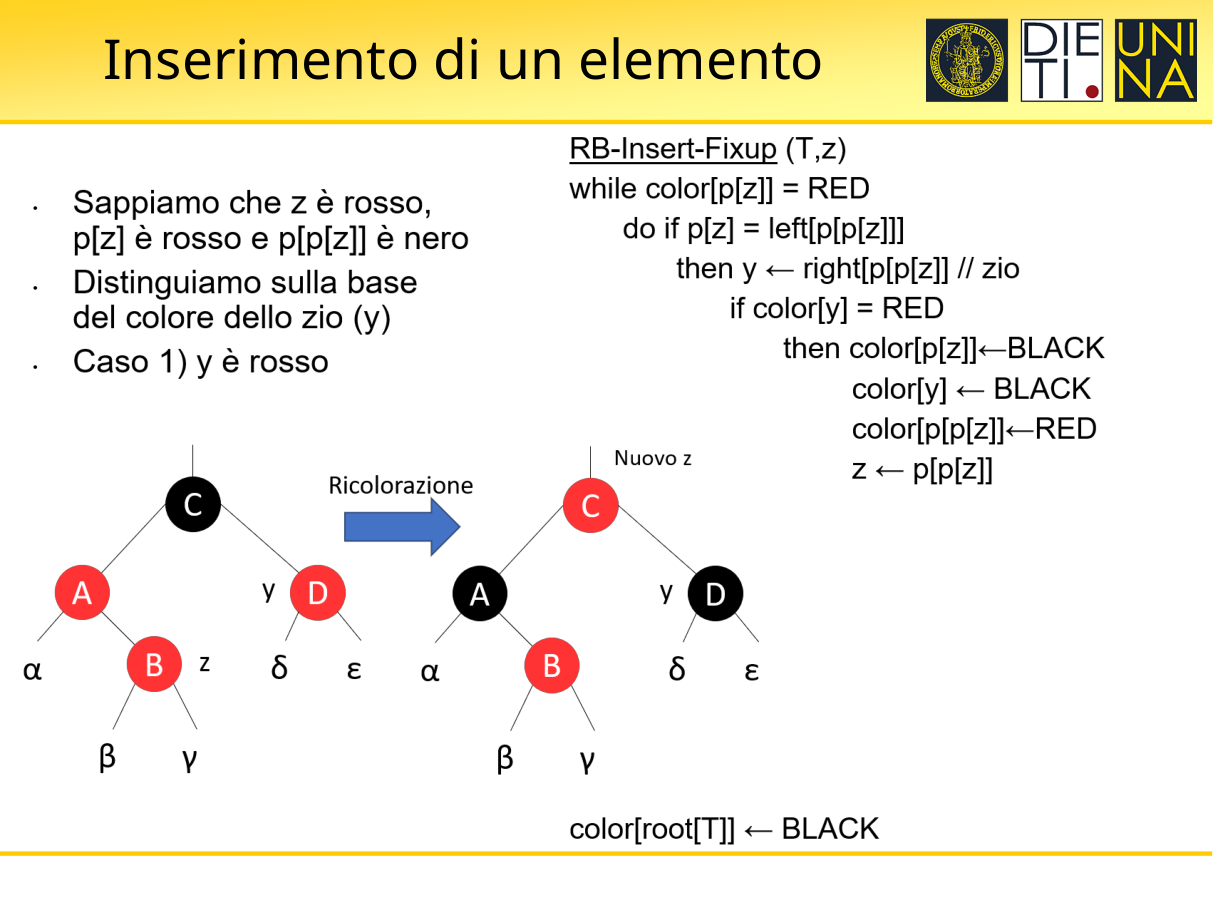 Inserimento di un elemento
DIE
TI.
UNI
NA
• Sappiamo che z è rosso,
p[z] è rosso e p[p[z]] è nero
• Distinguiamo sulla base
del colore dello zio (y)
• Caso 1) y è rosso
RB-Insert-Fixup (T,z)
while color[p[z]] = RED
do if p[z] = left[p[p[z]]]
then y ← right[p[p[z]] // zio
if color[y] = RED
then color[p[z]]←BLACK
color[y] ← BLACK
color[p[p[z]]←RED
z ← p[p[z]]
Ricolorazione
C
A
y D
α
B z
δ ε
β γ
Nuovo z
C
A
y D
α
B
δ ε
β γ
color[root[T]] ← BLACK